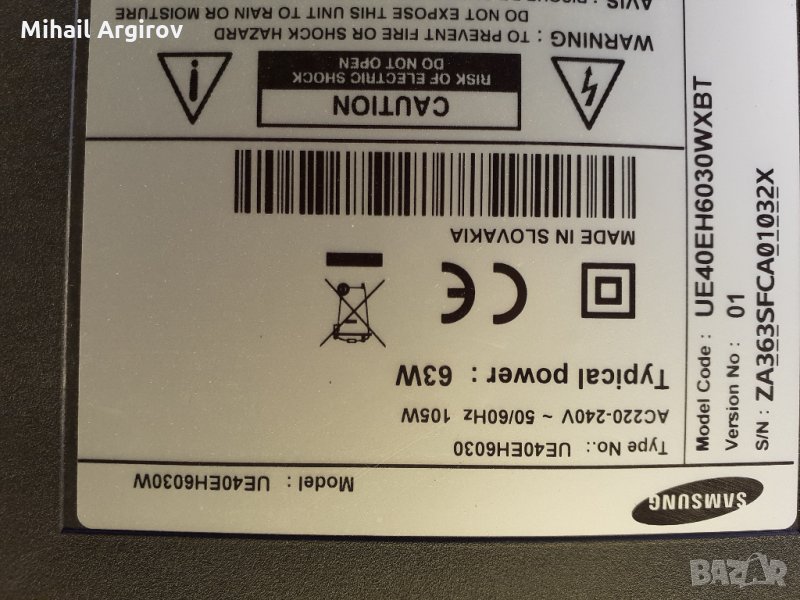 Mihail Argirov
SAMSUNG
Model : UE40EH6030W
Type No.: UE40EH6030
AC220-240V ~ 50/60Hz 105W
Typical power : 63W
CE
MADE IN SLOVAKIA
CAUTION
RISK OF ELECTRIC SHOCK
DO NOT OPEN
WARNING : TO PREVENT FIRE OR SHOCK HAZARD
DO NOT EXPOSE THIS UNIT TO RAIN OR MOISTURE
AVIS :
Model Code : UE40EH6030WXBT
Version No : 01
S/N : ZA363SFCA01032X
BAZAR